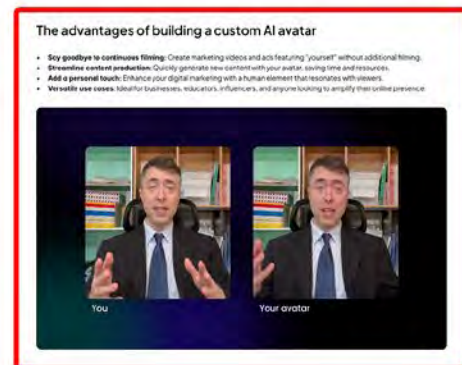 The advantages of building a custom AI avatar
Say goodbye to continuous filming: Create marketing videos and ads featuring "yourself" without additional filming.
Streamline content production: Quickly generate new content with your avatar, saving time and resources.
Add a personal touch: Enhance your digital marketing with a human element that resonates with viewers.
Versatile use cases: Ideal for businesses, educators, influencers, and anyone looking to amplify their online presence.
You
Your avatar